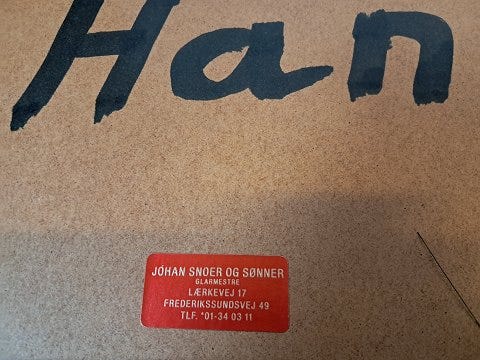 Han
JOHAN SNOER OG SØNNER
GLARMESTRE
LÆRKEVEJ 17
FREDERIKSSUNDSVEJ 49
TLF. *01-34 03 11